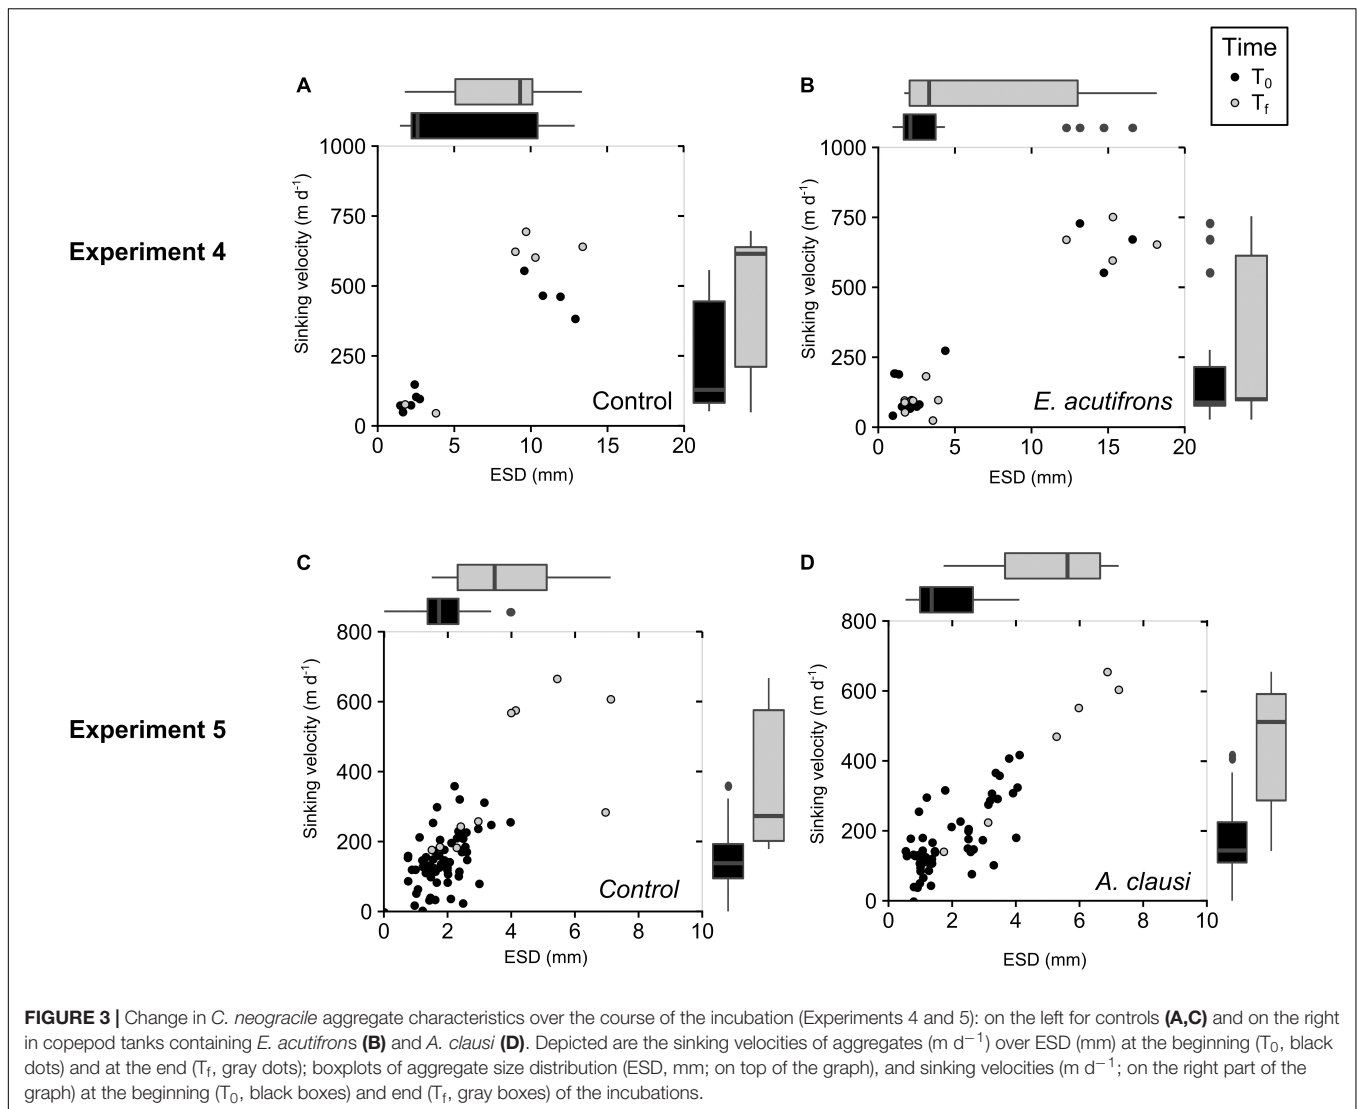 Time
T0
Tf
A
B
Experiment 4
Sinking velocity (m d-1)
1000
750
500
250
0
0 5 10 15 20
ESD (mm)
Control
Sinking velocity (m d-1)
1000
750
500
250
0
0 5 10 15 20
ESD (mm)
E. acutifrons
C
D
Experiment 5
Sinking velocity (m d-1)
800
600
400
200
0
0 2 4 6 8 10
ESD (mm)
Control
Sinking velocity (m d-1)
800
600
400
200
0
0 2 4 6 8 10
ESD (mm)
A. clausi
FIGURE 3 | Change in C. neogracile aggregate characteristics over the course of the incubation (Experiments 4 and 5): on the left for controls (A,C) and on the right
in copepod tanks containing E. acutifrons (B) and A. clausi (D). Depicted are the sinking velocities of aggregates (m d−1) over ESD (mm) at the beginning (T0, black
dots) and at the end (Tf, gray dots); boxplots of aggregate size distribution (ESD, mm; on top of the graph), and sinking velocities (m d−1; on the right part of the
graph) at the beginning (T0, black boxes) and end (Tf, gray boxes) of the incubations.